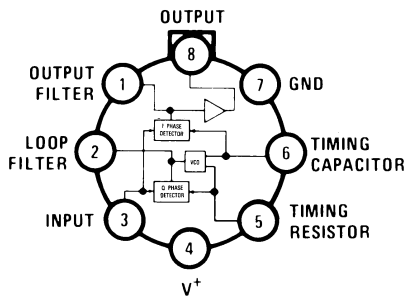 OUTPUT
8
OUTPUT
FILTER
1
7
GND
I PHASE
DETECTOR
LOOP
FILTER
2
VCO
6
TIMING
CAPACITOR
Q PHASE
DETECTOR
INPUT
3
5
TIMING
RESISTOR
4
V+